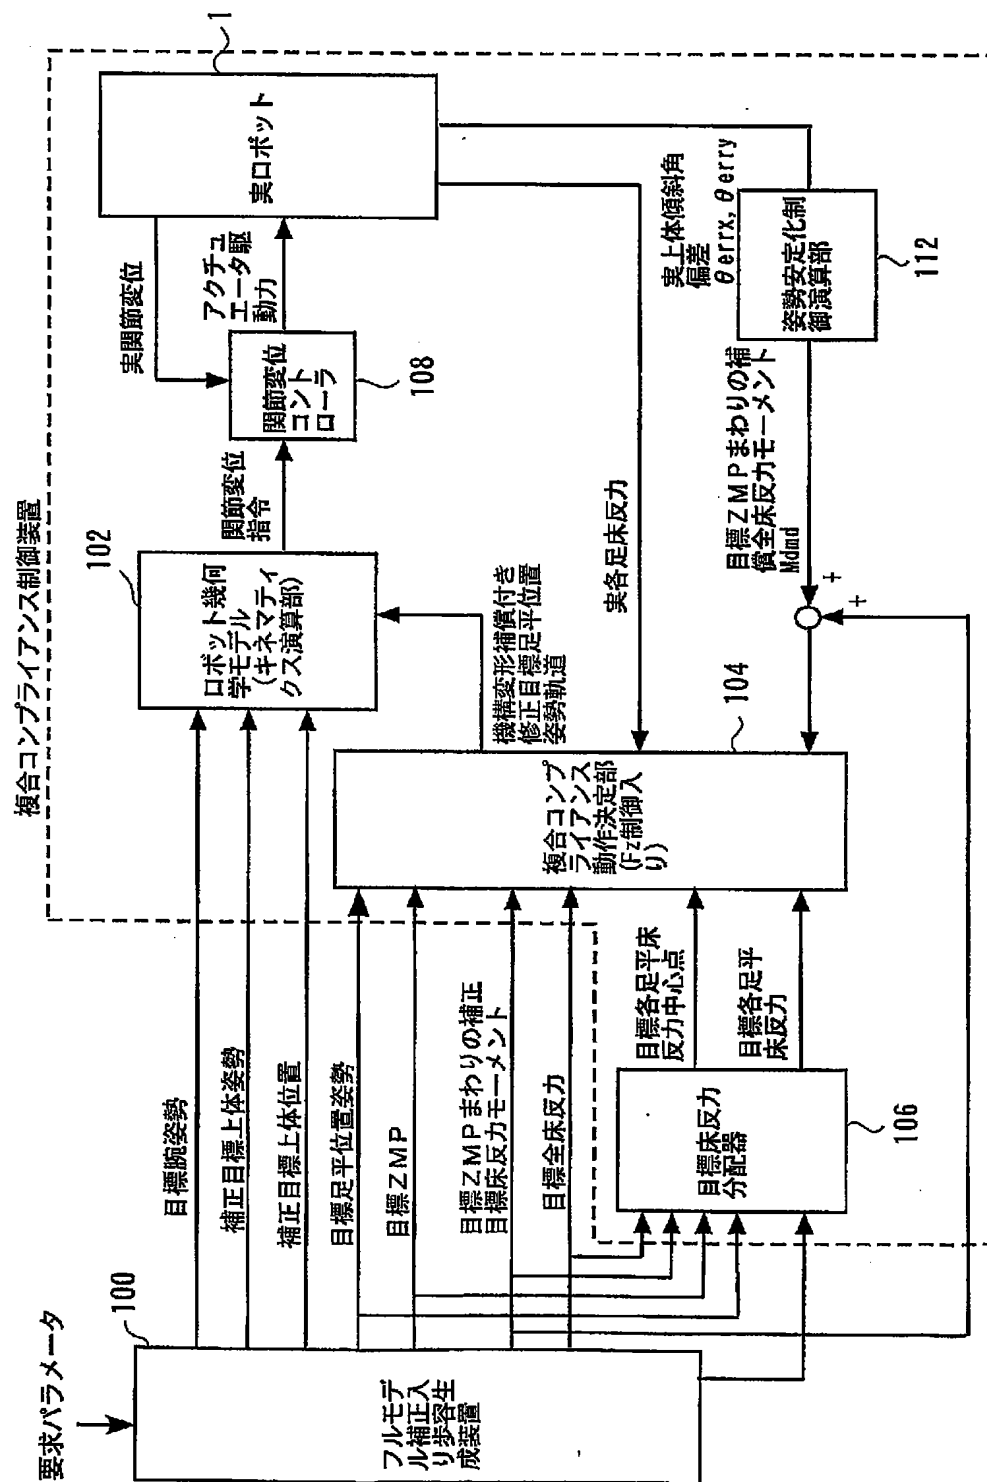 要求パラメータ
100
フルモデ
ル補正入
り歩容生
成装置
目標腕姿勢
補正目標上体姿勢
補正目標上体位置
目標足平位置姿勢
目標ZMP
目標ZMPまわりの補正
目標床反力モーメント
目標全床反力
目標床反力
分配器
106
目標各足平床
反力中心点
目標各足平
床反力
複合コンプライアンス制御装置
複合コンプ
ライアンス
動作決定部
(Fz制御入
り)
104
102
ロボット幾何
学モデル
(キネマティ
クス演算部)
機構変形補償付き
修正目標足平位置
姿勢軌道
関節変位
指令
関節変位
コント
ローラ
108
実関節変位
アクチュ
エータ駆
動力
実ロボット
1
実各足床反力
実上体傾斜角
偏差
θerrx,θerry
姿勢安定化制
御演算部
112
目標ZMPまわりの補
償全床反力モーメント
Mdmd
+
+